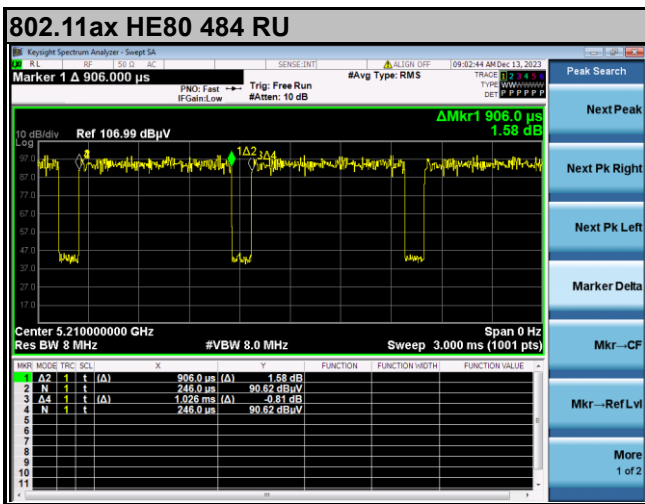 802.11ax HE80 484 RU
Keysight Spectrum Analyzer - Swept SA
RL RF 50 Ω AC SENSE:INT ALIGN OFF 09:02:44 AM Dec 13, 2023
Marker 1 Δ 906.000 µs #Avg Type: RMS TRACE 1 2 3 4 5 6
PNO: Fast Trig: Free Run TYPE WWWWWW
IFGain:Low #Atten: 10 dB DET P P P P P P
Peak Search
ΔMkr1 906.0 µs
10 dB/div Ref 106.99 dBµV 1.58 dB
Log
97.0
87.0
77.0
67.0
57.0
47.0
37.0
27.0
17.0
1Δ2 3Δ4
Center 5.210000000 GHz Span 0 Hz
Res BW 8 MHz #VBW 8.0 MHz Sweep 3.000 ms (1001 pts)
MKR MODE TRC SCL X Y FUNCTION FUNCTION WIDTH FUNCTION VALUE
1 Δ2 1 t (Δ) 906.0 µs (Δ) 1.58 dB
2 N 1 t 246.0 µs 90.62 dBµV
3 Δ4 1 t (Δ) 1.026 ms (Δ) -0.81 dB
4 N 1 t 246.0 µs 90.62 dBµV
5
6
7
8
9
10
11
Next Peak
Next Pk Right
Next Pk Left
Marker Delta
Mkr→CF
Mkr→Ref Lvl
More
1 of 2